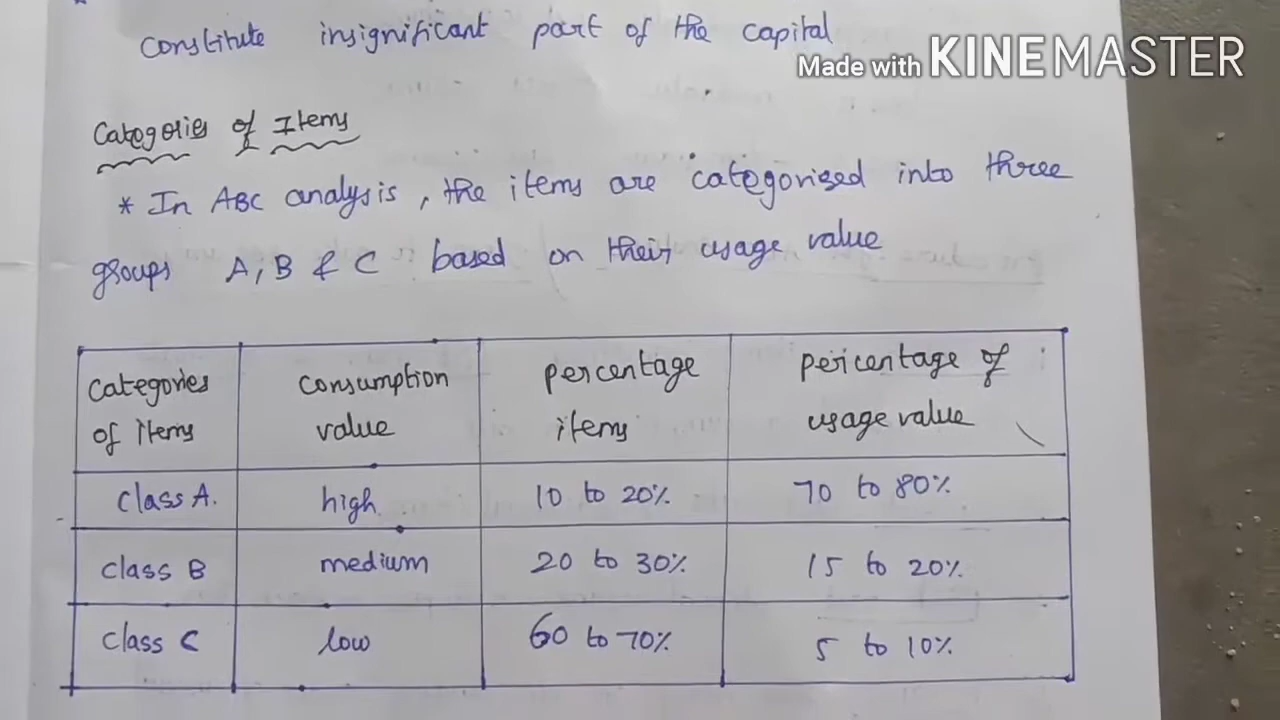 constitute insignificant part of the capital
Made with KINEMASTER
Categories of Items
* In ABC analysis, the items are categorized into three
groups A, B & C based on their usage value
Categories of items | consumption value | percentage items | percentage of usage value
Class A. | high | 10 to 20% | 70 to 80%
class B | medium | 20 to 30% | 15 to 20%
Class C | low | 60 to 70% | 5 to 10%